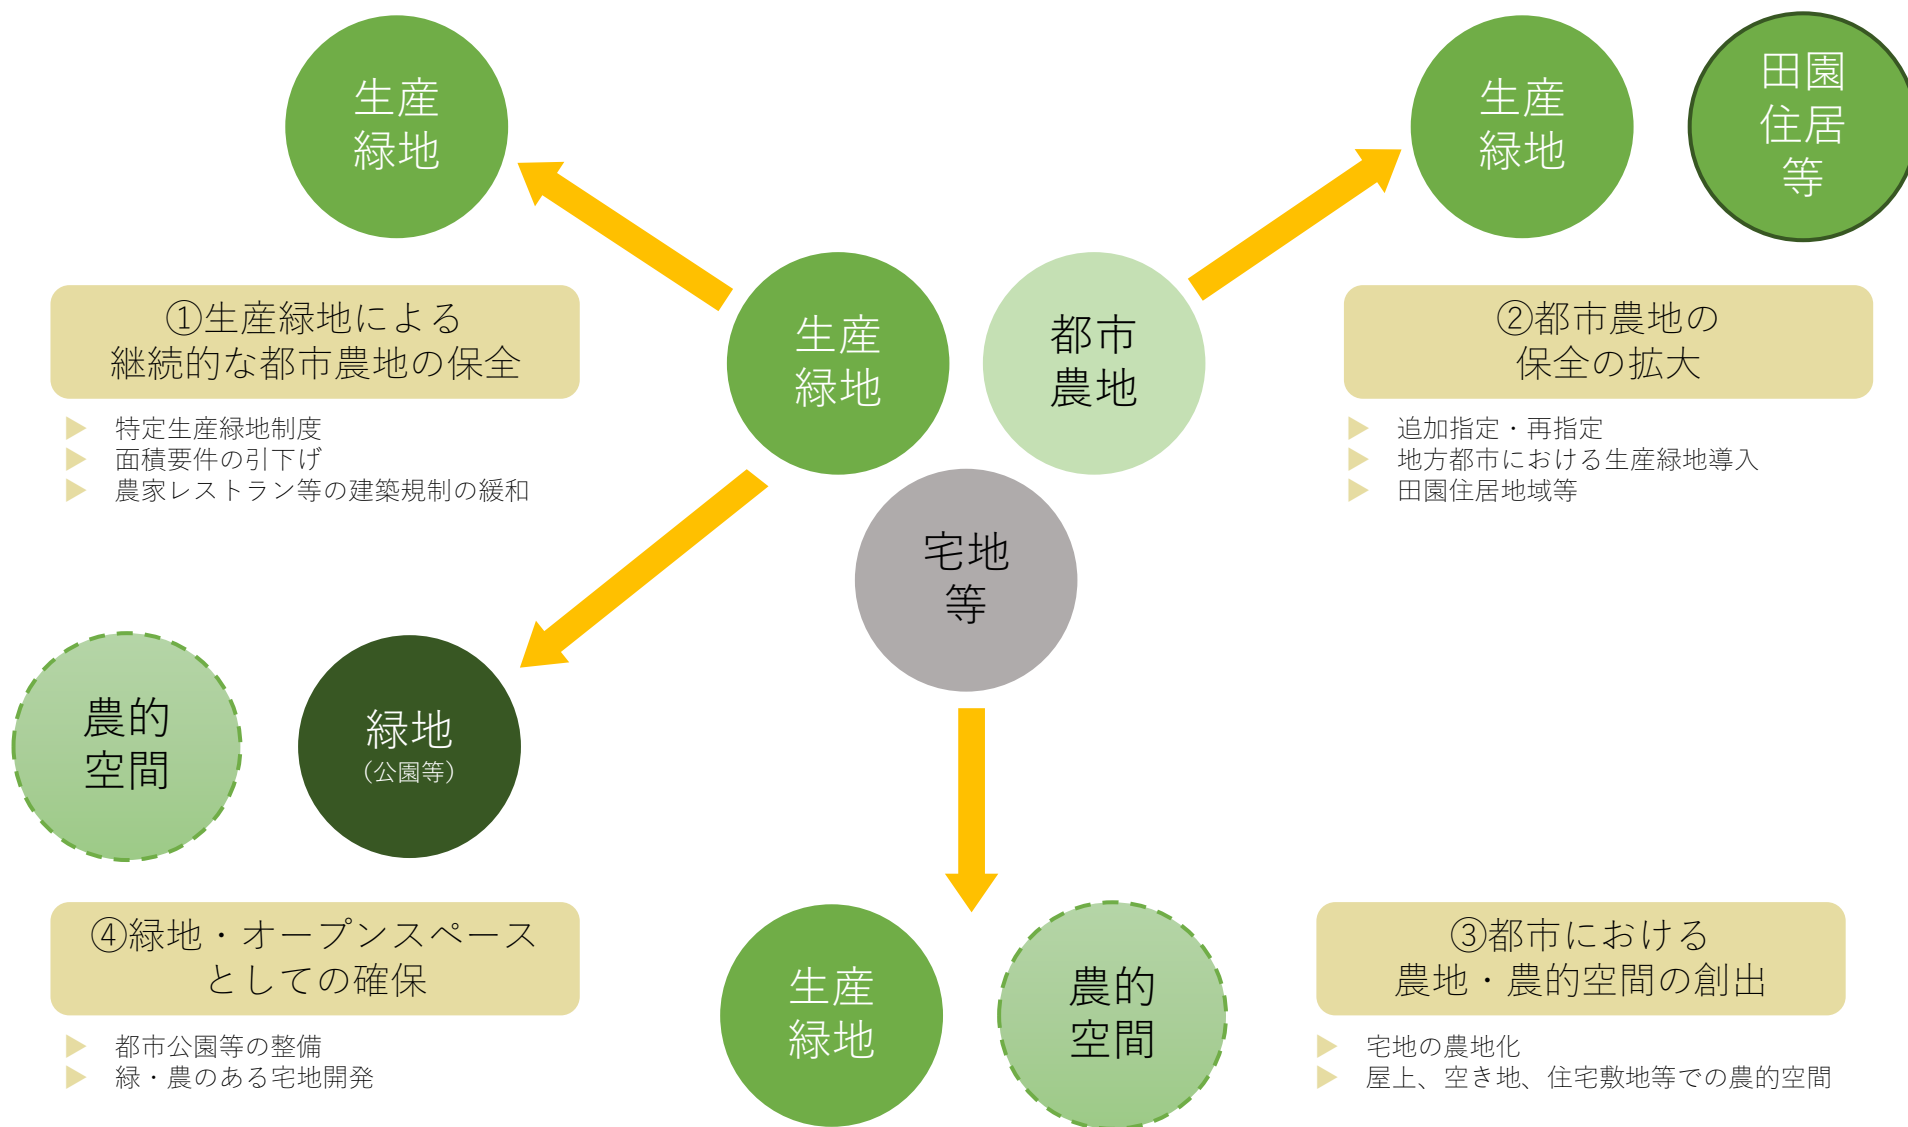 生産
緑地
生産
緑地
田園
住居
等
①生産緑地による
継続的な都市農地の保全
特定生産緑地制度
面積要件の引下げ
農家レストラン等の建築規制の緩和
生産
緑地
都市
農地
宅地
等
②都市農地の
保全の拡大
追加指定・再指定
地方都市における生産緑地導入
田園住居地域等
農的
空間
緑地
（公園等）
④緑地・オープンスペース
としての確保
都市公園等の整備
緑・農のある宅地開発
生産
緑地
農的
空間
③都市における
農地・農的空間の創出
宅地の農地化
屋上、空き地、住宅敷地等での農的空間